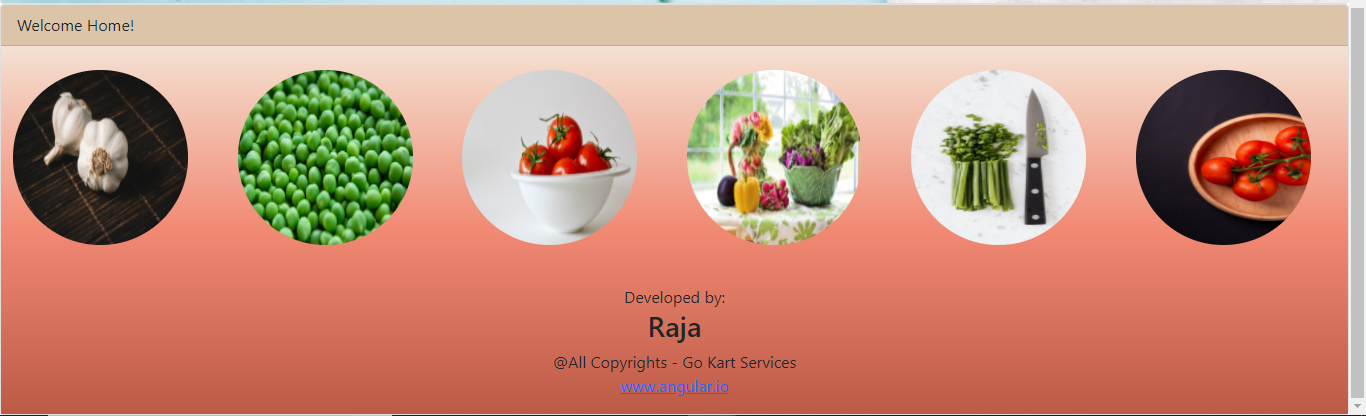 Welcome Home!
Developed by:
Raja
@All Copyrights - Go Kart Services
www.angular.io